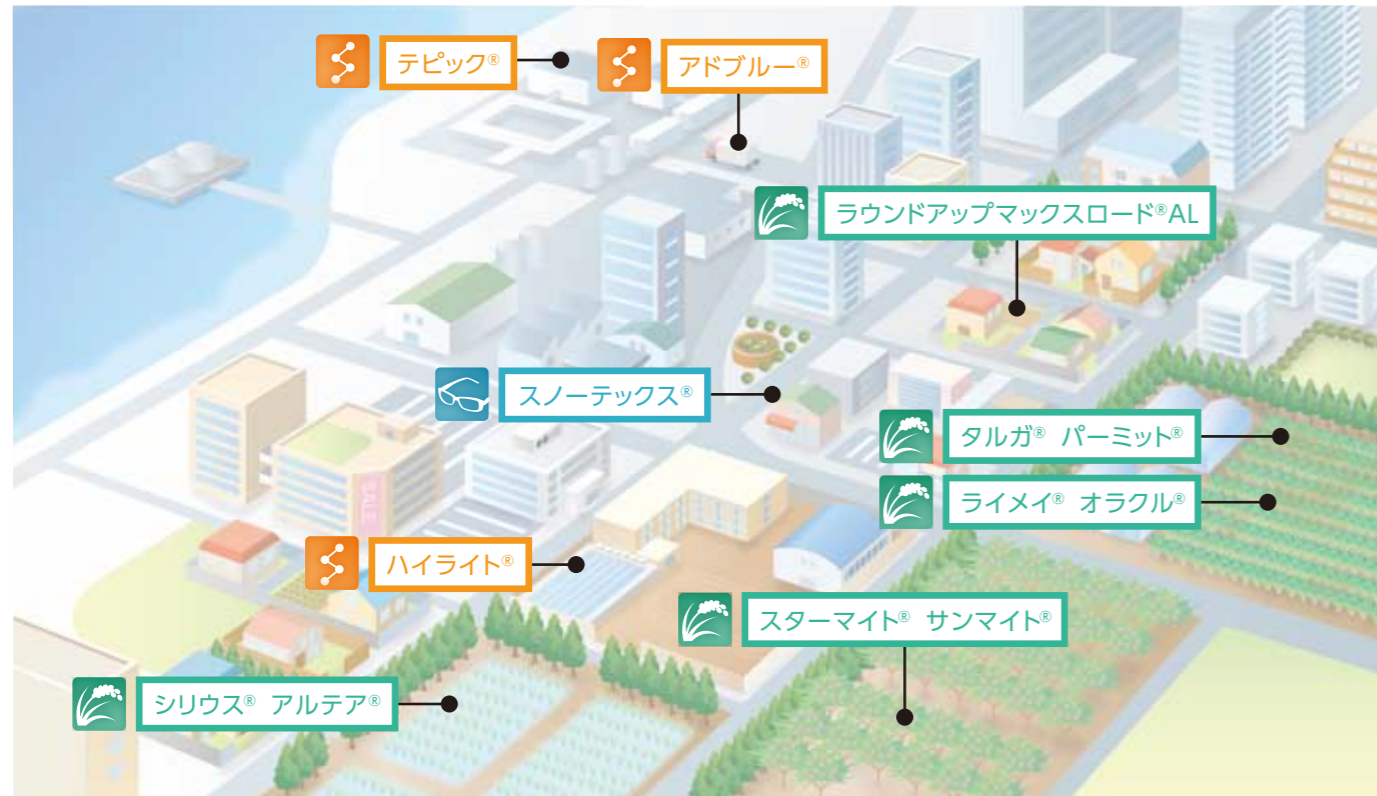 テピック®
アドブルー®
ラウンドアップマックスロード®AL
スノーテックス®
タルガ® パーミット®
ライメイ® オラクル®
SALE
ハイライト®
スターマイト® サンマイト®
シリウス® アルテア®